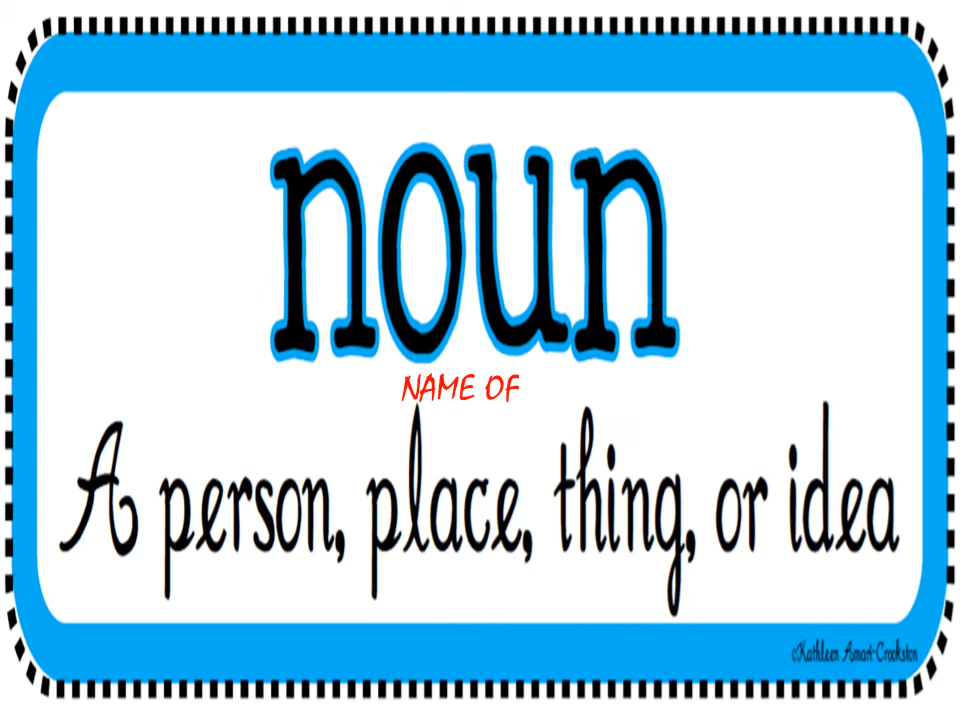 noun
NAME OF
A person, place, thing, or idea
©Kathleen Amari-Crookston